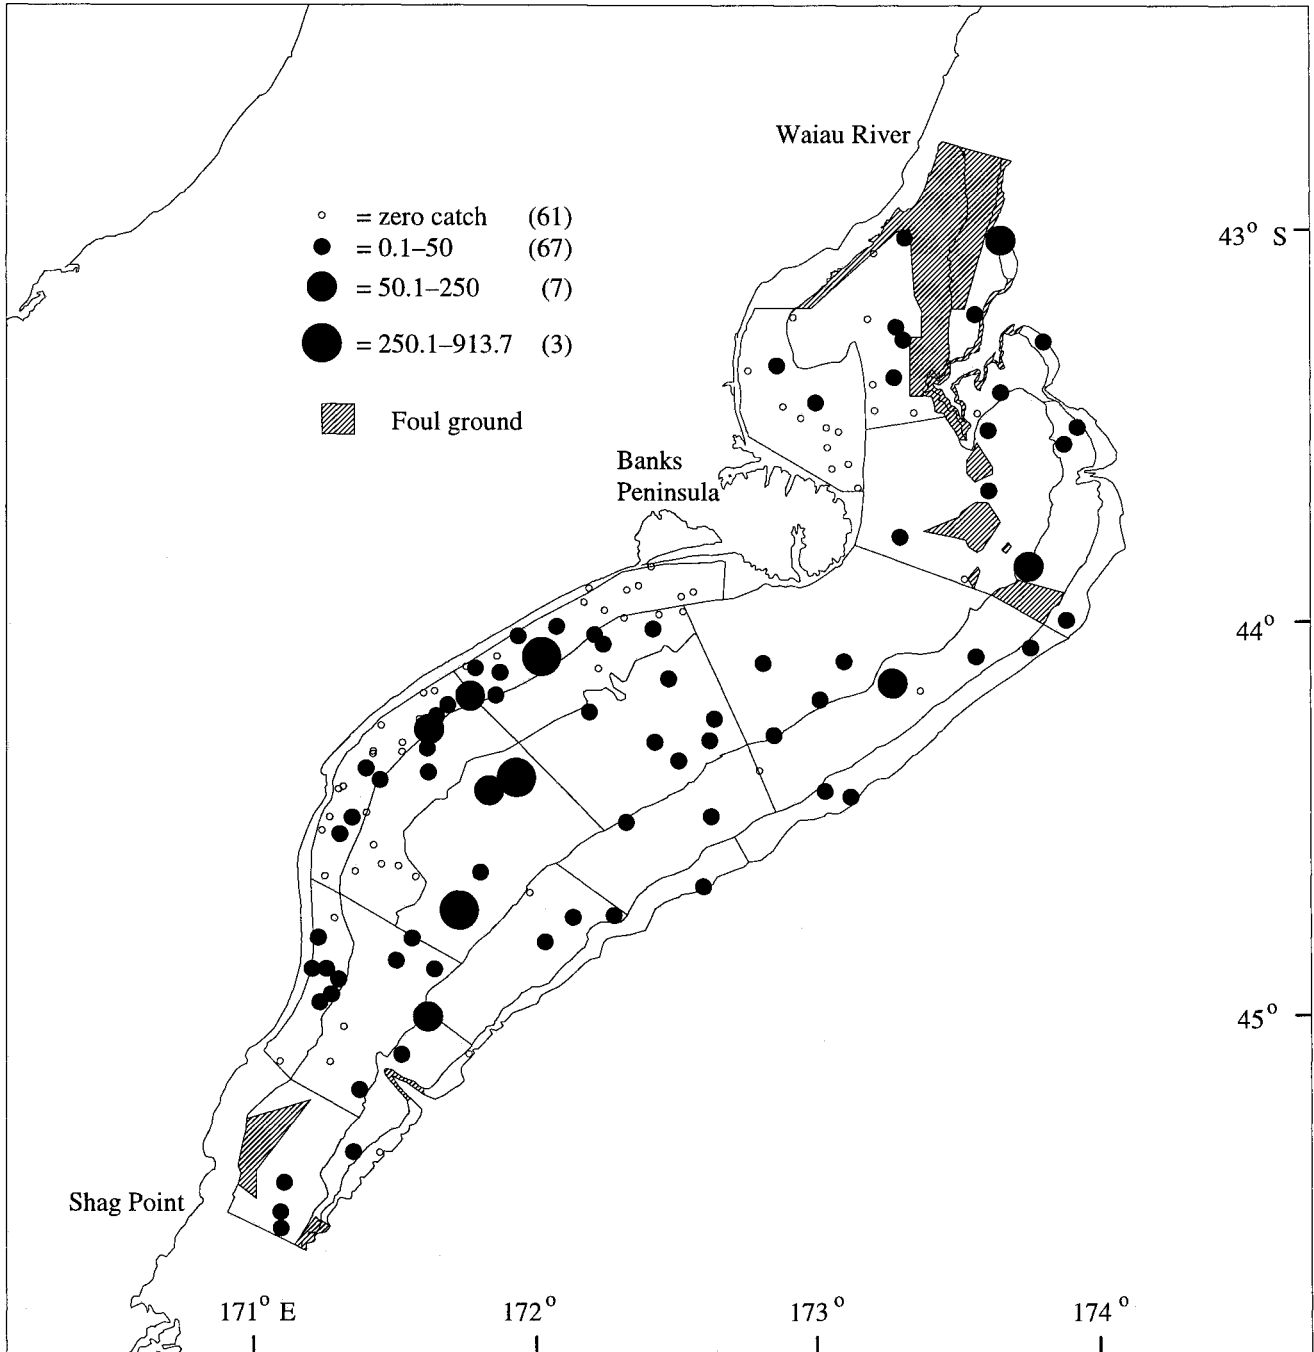 Waiau River
= zero catch (61)
= 0.1–50 (67)
43° S
= 50.1–250 (7)
= 250.1–913.7 (3)
Foul ground
Banks
Peninsula
44°
45°
Shag Point
171° E 172° 173° 174°